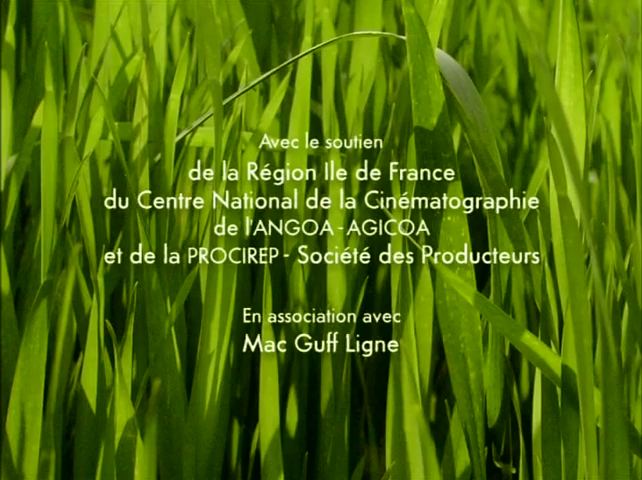 Avec le soutien
de la Région Ile de France
du Centre National de la Cinématographie
de l'ANGOA - AGICOA
et de la PROCIREP - Société des Producteurs
En association avec
Mac Guff Ligne